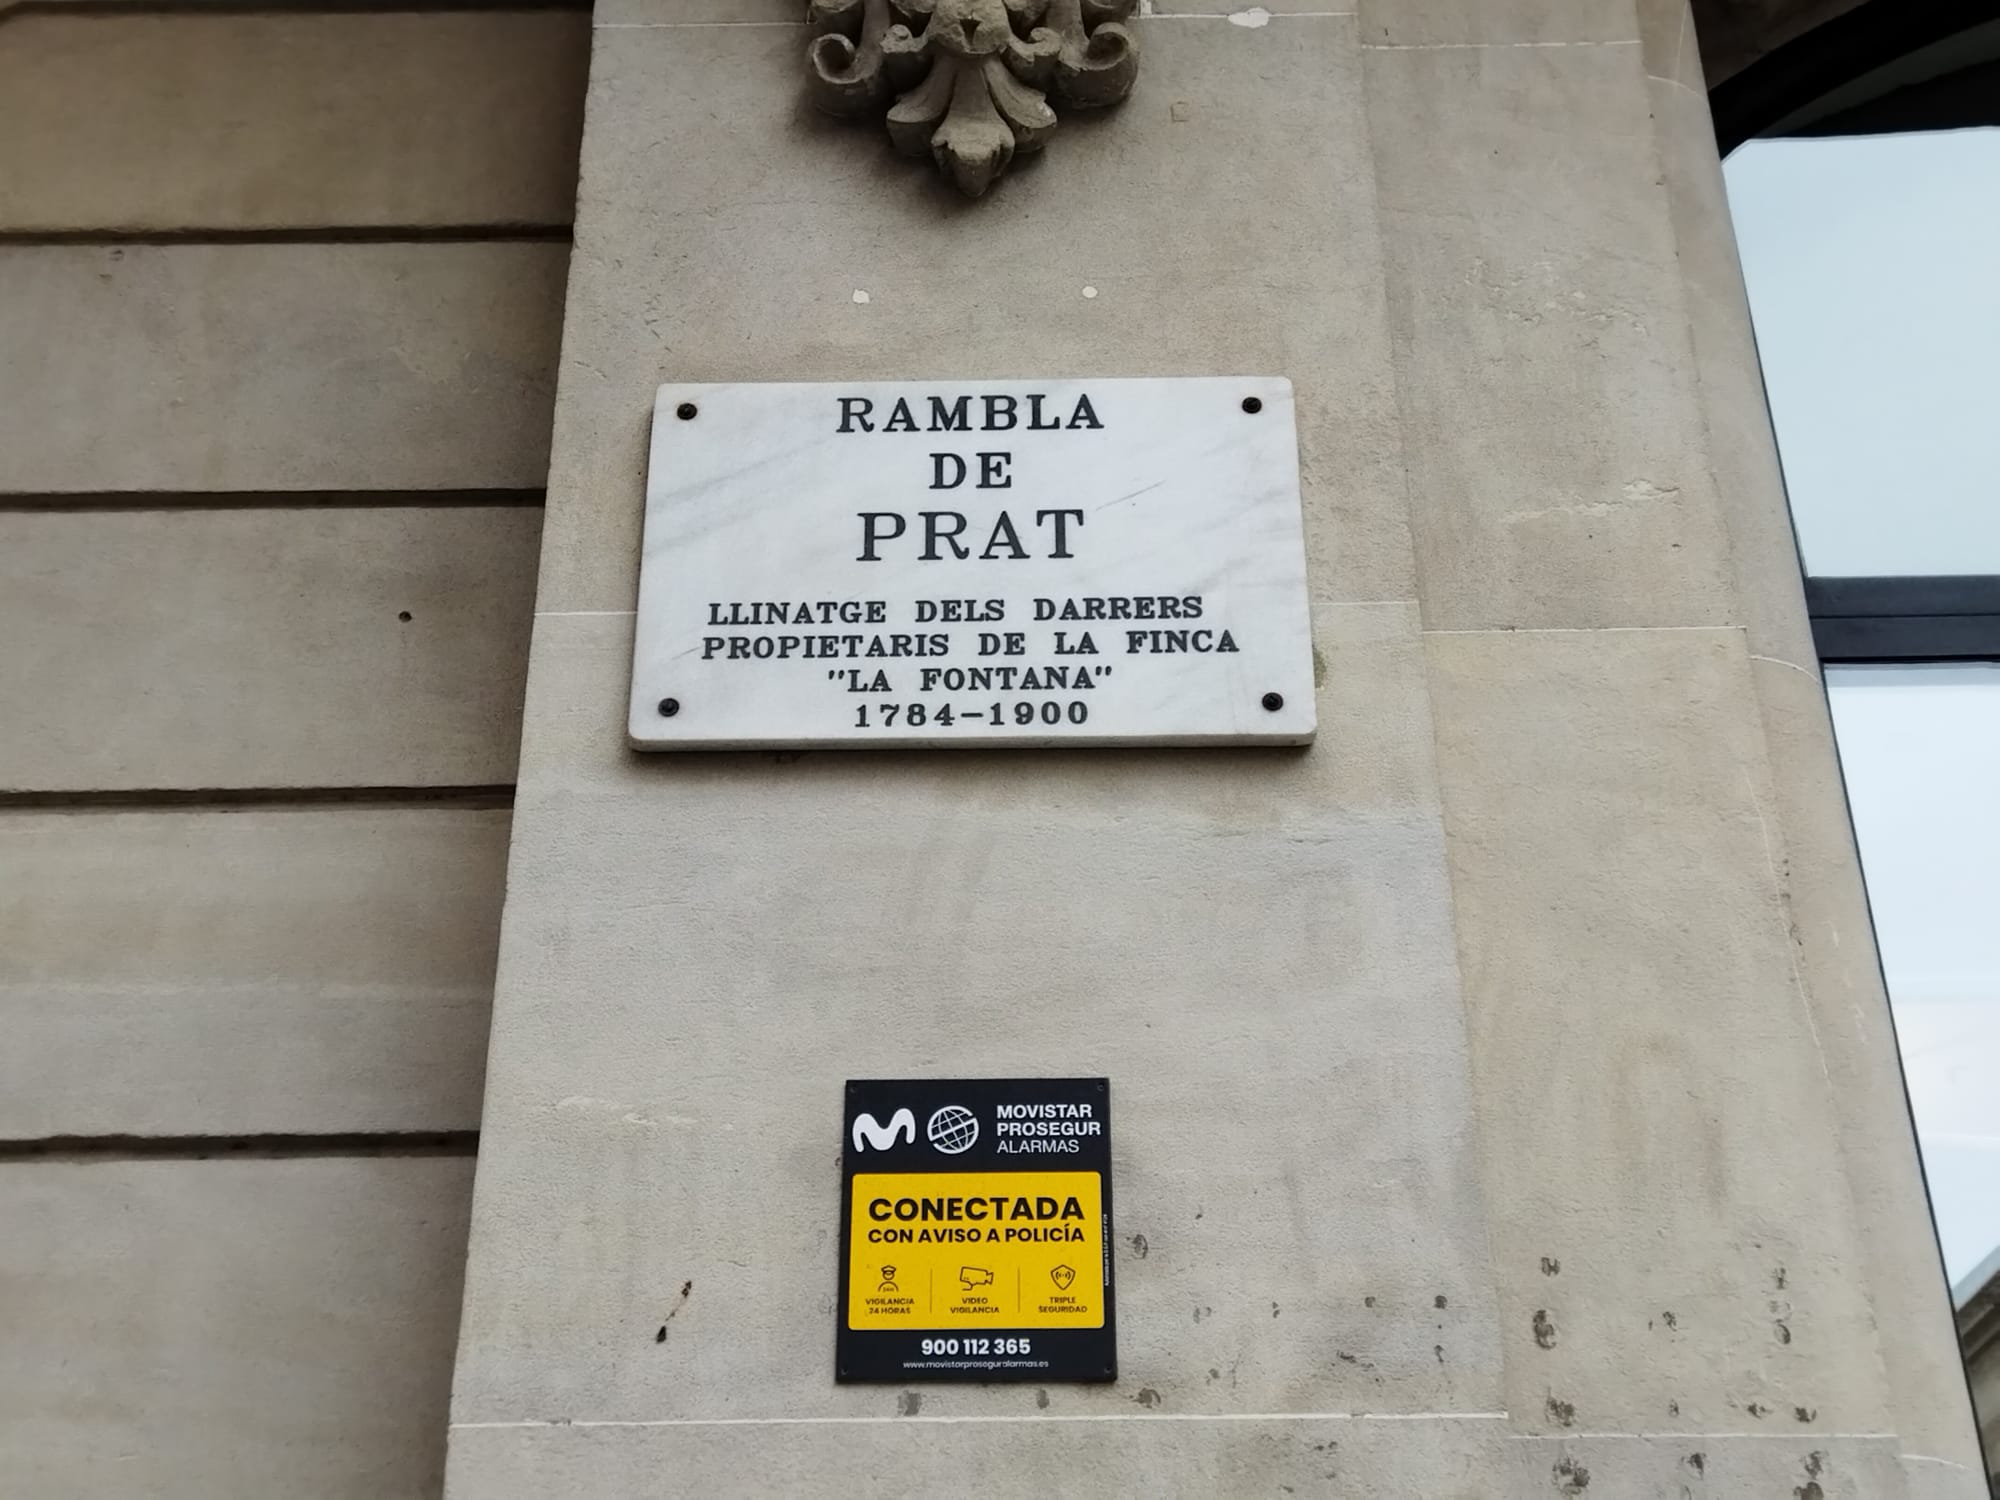 RAMBLA
DE
PRAT
LLINATGE DELS DARRERS
PROPIETARIS DE LA FINCA
"LA FONTANA"
1784-1900
MOVISTAR
PROSEGUR
ALARMAS
CONECTADA
CON AVISO A POLICÍA
VIGILANCIA
24 HORAS
VIDEO
VIGILANCIA
TRIPLE
SEGURIDAD
900 112 365
www.movistarproseguralarmas.es